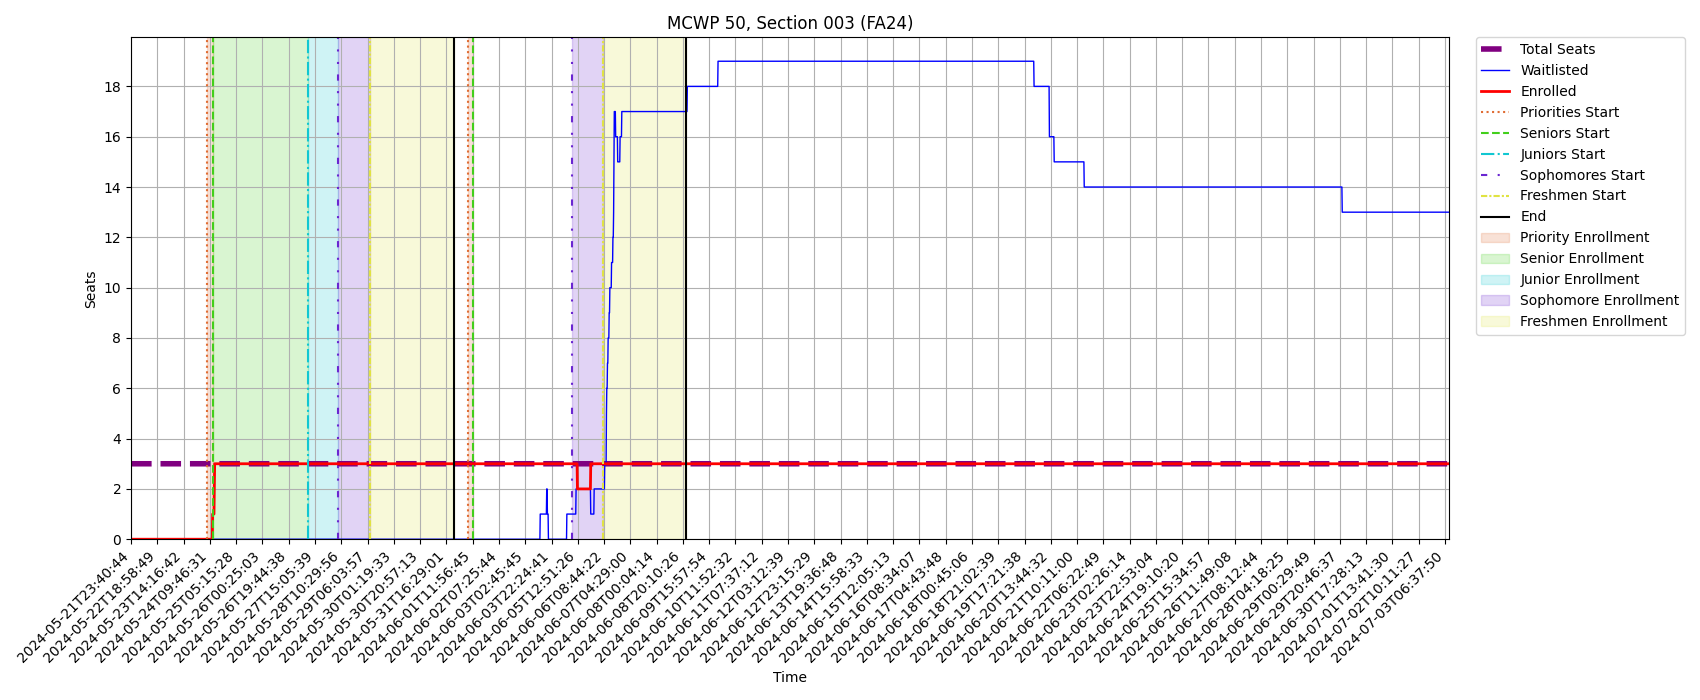 MCWP 50, Section 003 (FA24)
Total Seats
Waitlisted
Enrolled
Priorities Start
Seniors Start
Juniors Start
Sophomores Start
Freshmen Start
End
Priority Enrollment
Senior Enrollment
Junior Enrollment
Sophomore Enrollment
Freshmen Enrollment
Seats
18
16
14
12
10
8
6
4
2
0
2024-05-21T23:40:44
2024-05-22T18:58:49
2024-05-23T14:16:42
2024-05-24T09:46:31
2024-05-25T05:15:28
2024-05-26T00:25:03
2024-05-26T19:44:38
2024-05-27T15:05:39
2024-05-28T10:29:56
2024-05-29T06:03:57
2024-05-30T01:19:33
2024-05-30T20:57:13
2024-05-31T16:29:01
2024-06-01T11:56:45
2024-06-02T07:25:44
2024-06-03T02:45:45
2024-06-03T22:24:41
2024-06-05T12:51:26
2024-06-06T08:44:22
2024-06-07T04:29:00
2024-06-08T00:04:14
2024-06-08T20:10:26
2024-06-09T15:57:54
2024-06-10T11:52:32
2024-06-11T07:37:12
2024-06-12T03:12:39
2024-06-12T23:15:29
2024-06-13T19:36:48
2024-06-14T15:58:33
2024-06-15T12:05:13
2024-06-16T08:34:07
2024-06-17T04:43:48
2024-06-18T00:45:06
2024-06-18T21:02:39
2024-06-19T17:21:38
2024-06-20T13:44:32
2024-06-21T10:11:00
2024-06-22T06:22:49
2024-06-23T02:26:14
2024-06-23T22:53:04
2024-06-24T19:10:20
2024-06-25T15:34:57
2024-06-26T11:49:08
2024-06-27T08:12:44
2024-06-28T04:18:25
2024-06-29T00:29:49
2024-06-29T20:46:37
2024-06-30T17:28:13
2024-07-01T13:41:30
2024-07-02T10:11:27
2024-07-03T06:37:50
Time